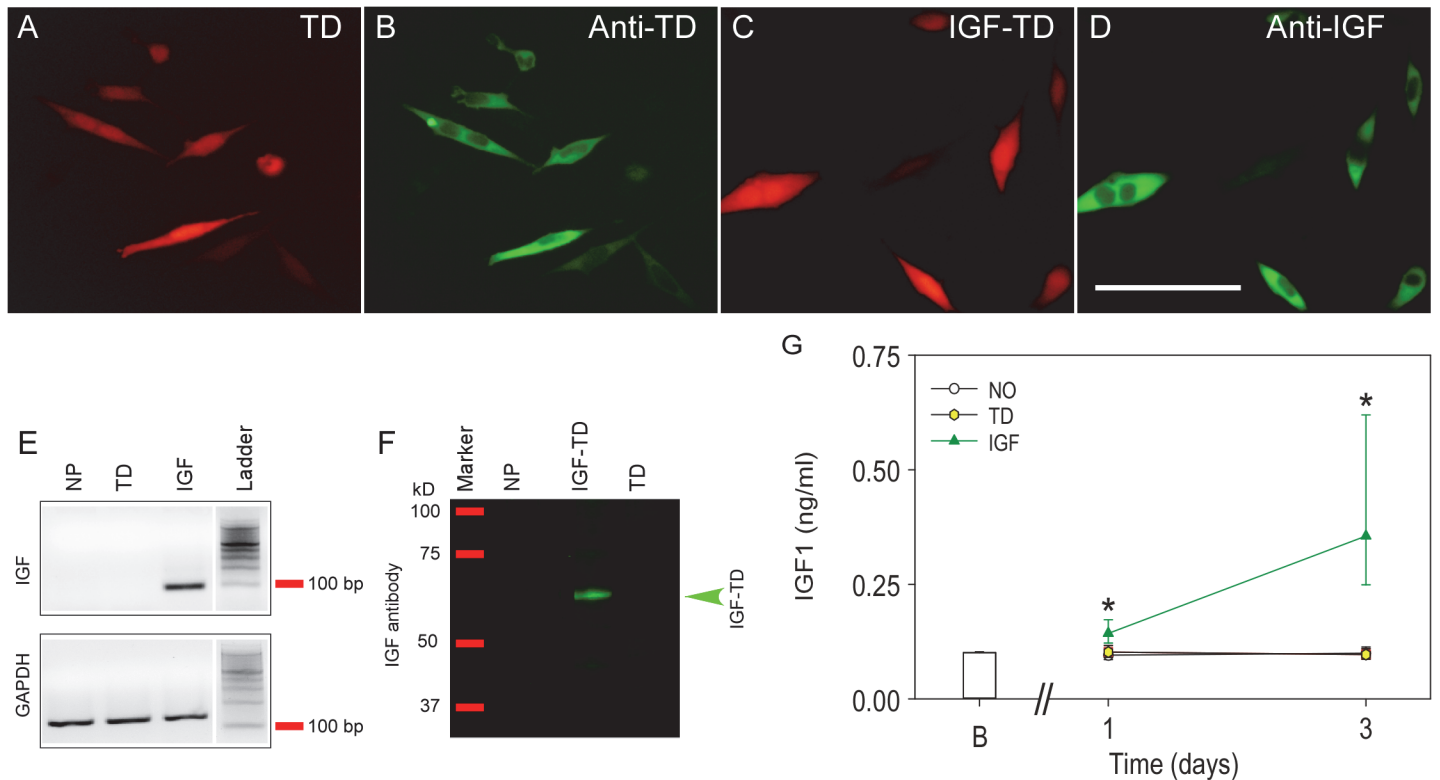 A TD
B Anti-TD
C IGF-TD
D Anti-IGF
E
NP TD IGF Ladder
IGF
100 bp
GAPDH
100 bp
F
kD Marker NP IGF-TD TD
100
75
50
37
IGF antibody
IGF-TD
G
0.75
0.50
0.25
0.00
IGF1 (ng/ml)
NO
TD
IGF
*
*
B 1 3
Time (days)